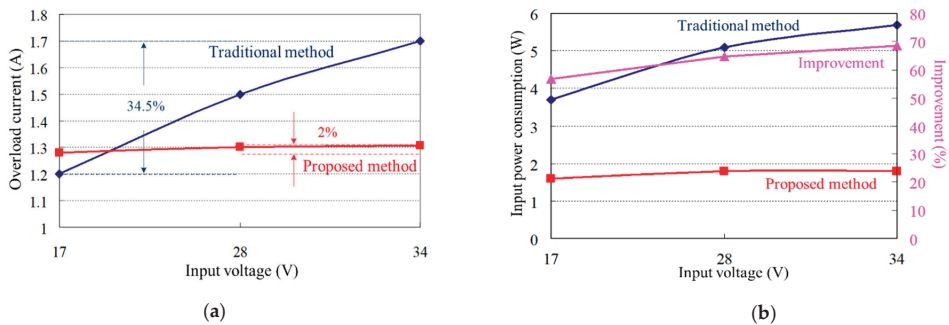 Overload current (A)
1.8
1.7
1.6
1.5
1.4
1.3
1.2
1.1
1
Traditional method
34.5%
2%
Proposed method
17
28
34
Input voltage (V)
(a)
Input power consumption (W)
6
5
4
3
2
1
0
Traditional method
Improvement
Proposed method
80
70
60
50
40
30
20
10
0
Improvement (%)
17
28
34
Input voltage (V)
(b)